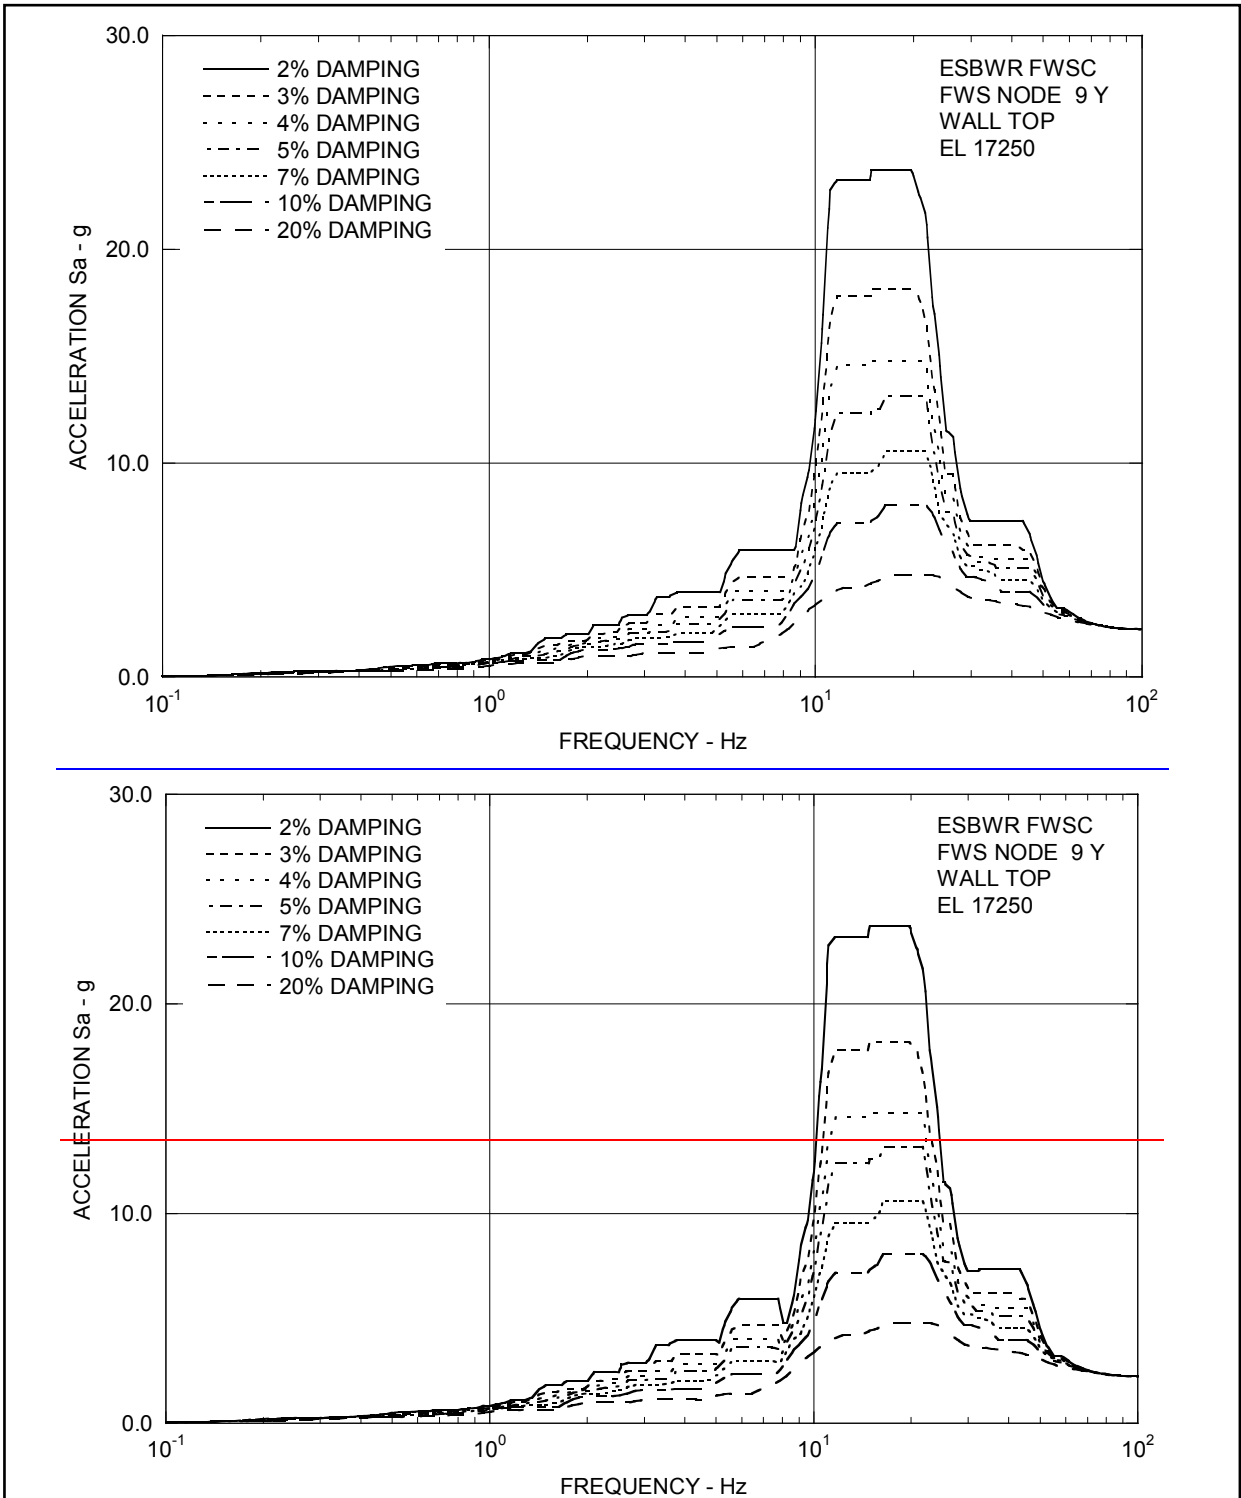 30.0
2% DAMPING
3% DAMPING
4% DAMPING
5% DAMPING
7% DAMPING
10% DAMPING
20% DAMPING
ESBWR FWSC
FWS NODE 9 Y
WALL TOP
EL 17250
20.0
ACCELERATION Sa - g
10.0
0.0
10-1
100
101
102
FREQUENCY - Hz
30.0
2% DAMPING
3% DAMPING
4% DAMPING
5% DAMPING
7% DAMPING
10% DAMPING
20% DAMPING
ESBWR FWSC
FWS NODE 9 Y
WALL TOP
EL 17250
20.0
ACCELERATION Sa - g
10.0
0.0
10-1
100
101
102
FREQUENCY - Hz